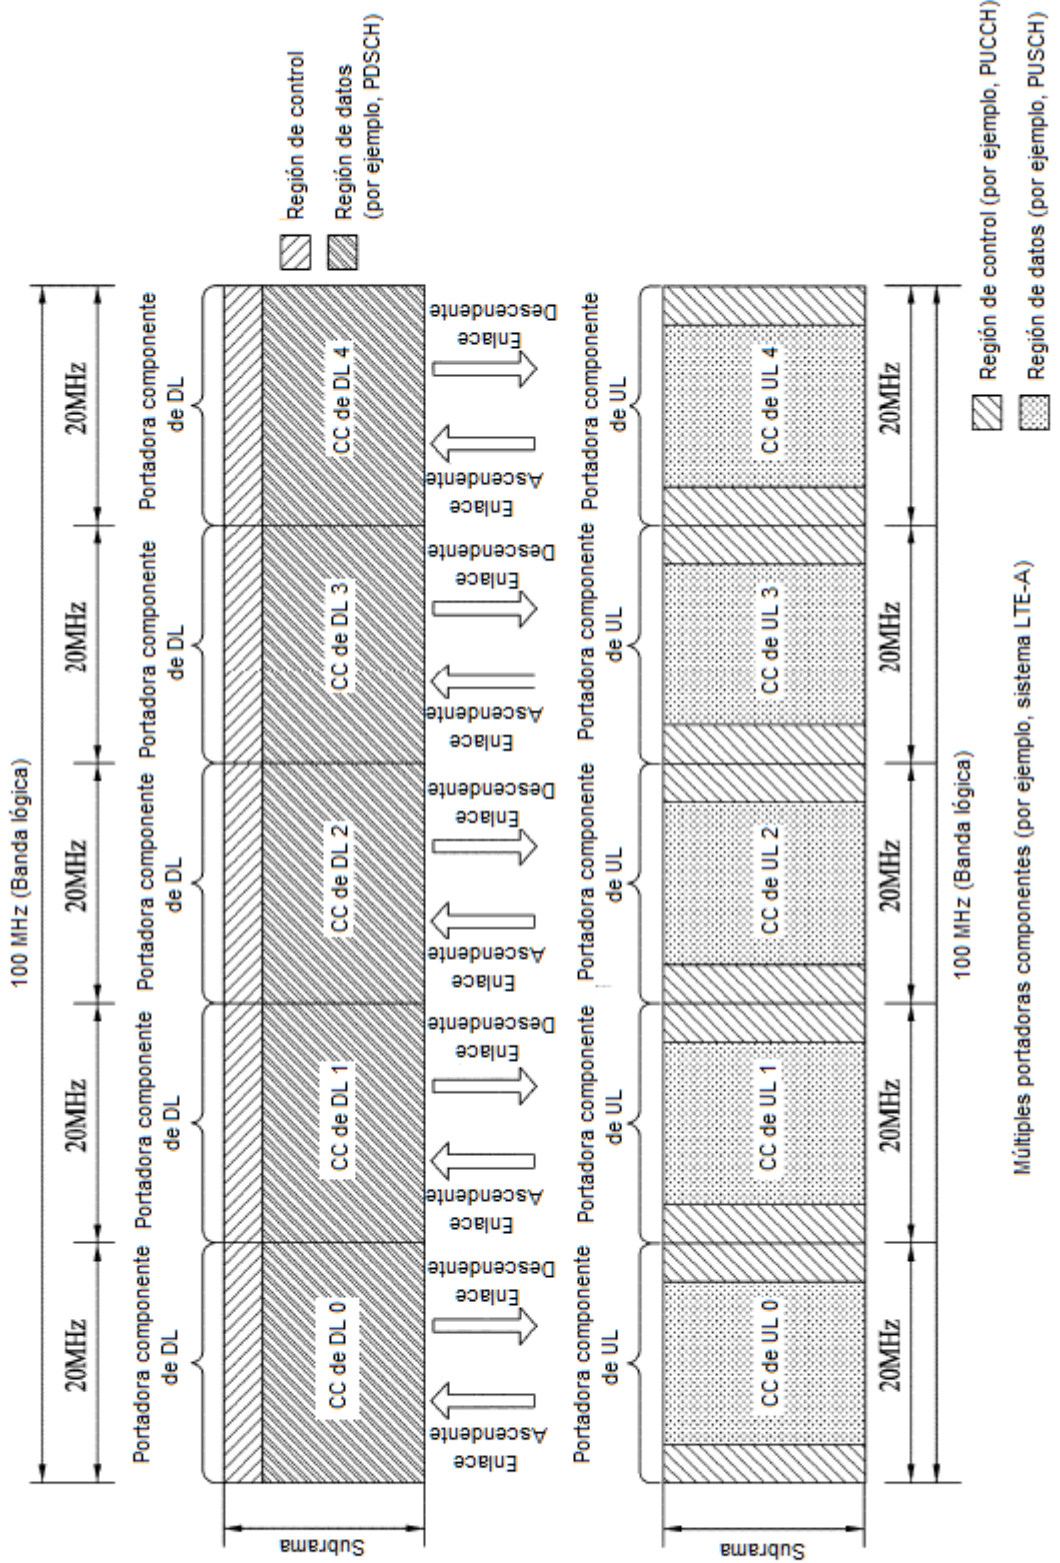 100 MHz (Banda lógica)
20MHz
20MHz
20MHz
20MHz
20MHz
Portadora componente
de DL
Portadora componente
de DL
Portadora componente
de DL
Portadora componente
de DL
Portadora componente
de DL
Subrama
CC de DL 0
CC de DL 1
CC de DL 2
CC de DL 3
CC de DL 4
Región de control
Región de datos
(por ejemplo, PDSCH)
Enlace
Ascendente
Enlace
Descendente
Enlace
Ascendente
Enlace
Descendente
Enlace
Ascendente
Enlace
Descendente
Enlace
Ascendente
Enlace
Descendente
Enlace
Ascendente
Enlace
Descendente
Portadora componente
de UL
Portadora componente
de UL
Portadora componente
de UL
Portadora componente
de UL
Portadora componente
de UL
Subrama
CC de UL 0
CC de UL 1
CC de UL 2
CC de UL 3
CC de UL 4
20MHz
20MHz
20MHz
20MHz
20MHz
100 MHz (Banda lógica)
Región de control (por ejemplo, PUCCH)
Región de datos (por ejemplo, PUSCH)
Múltiples portadoras componentes (por ejemplo, sistema LTE-A)